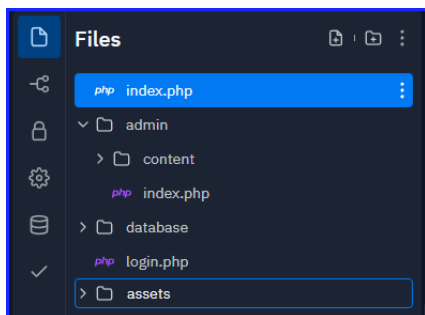 Files
php index.php
admin
content
php index.php
database
php login.php
assets